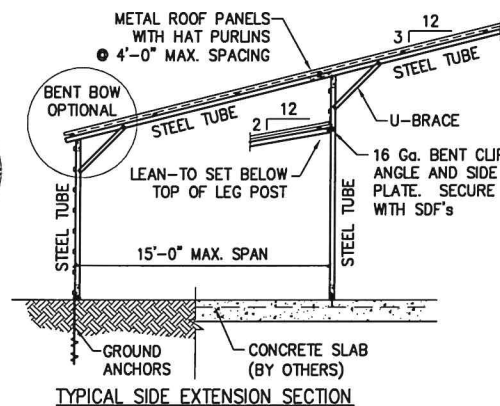 METAL ROOF PANELS
WITH HAT PURLINS
@ 4'-0" MAX. SPACING
12
3
STEEL TUBE
BENT BOW
OPTIONAL
STEEL TUBE
12
2
U-BRACE
LEAN-TO SET BELOW
TOP OF LEG POST
16 Ga. BENT CLIP
ANGLE AND SIDE
PLATE. SECURE
WITH SDF's
STEEL TUBE
STEEL TUBE
15'-0" MAX. SPAN
GROUND
ANCHORS
CONCRETE SLAB
(BY OTHERS)
TYPICAL SIDE EXTENSION SECTION